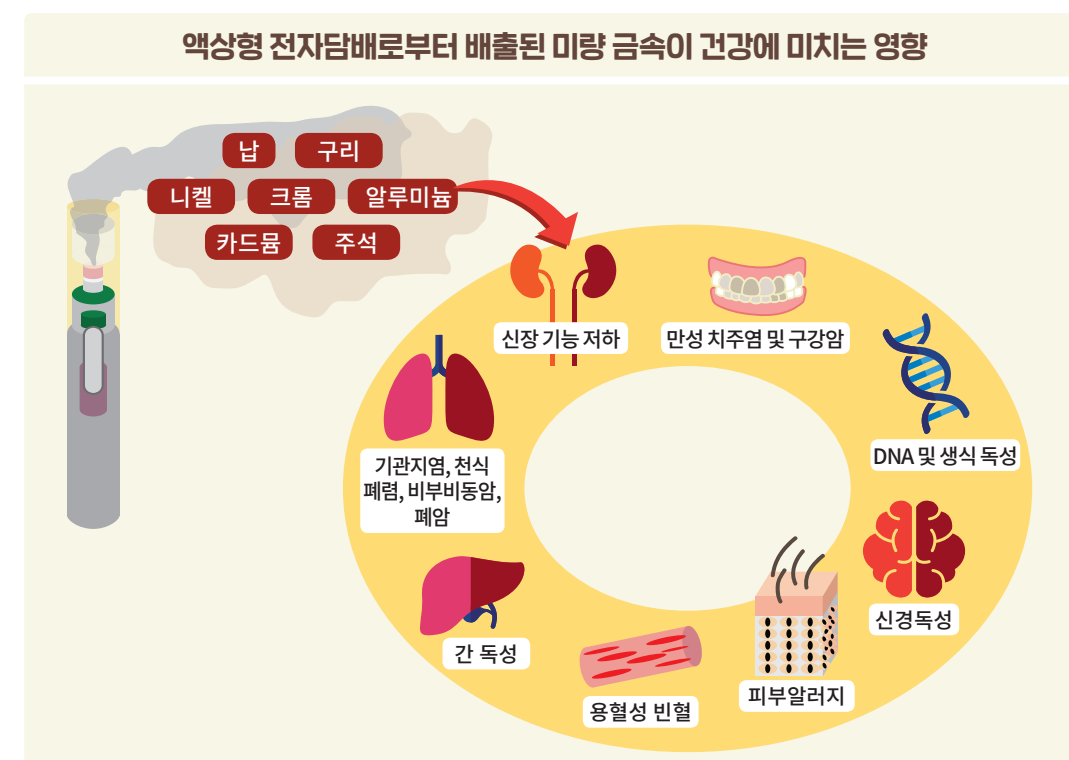 액상형 전자담배로부터 배출된 미량 금속이 건강에 미치는 영향
납
구리
니켈
크롬
알루미늄
카드뮴
주석
신장 기능 저하
만성 치주염 및 구강암
DNA 및 생식 독성
기관지염, 천식
폐렴, 비부비동암,
폐암
신경독성
간 독성
피부알러지
용혈성 빈혈